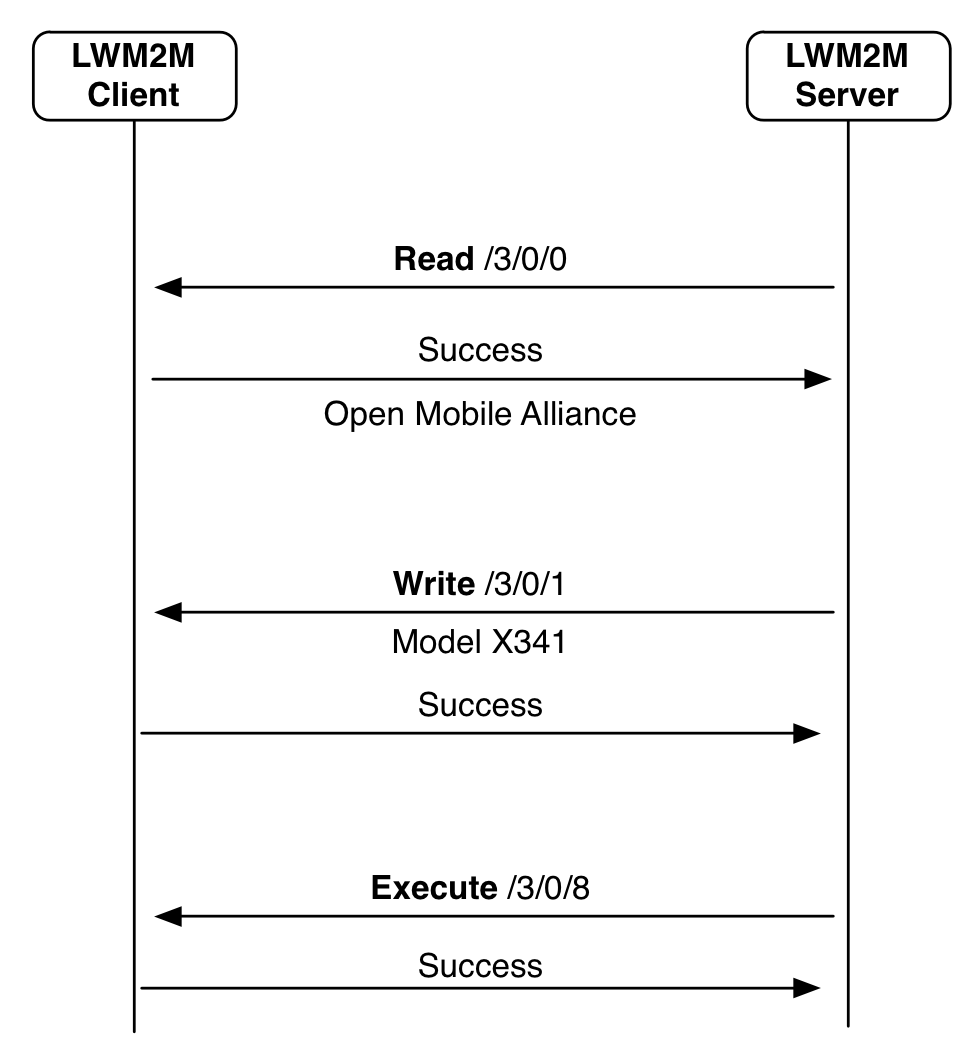 LWM2M
Client
LWM2M
Server
Read /3/0/0
Success
Open Mobile Alliance
Write /3/0/1
Model X341
Success
Execute /3/0/8
Success